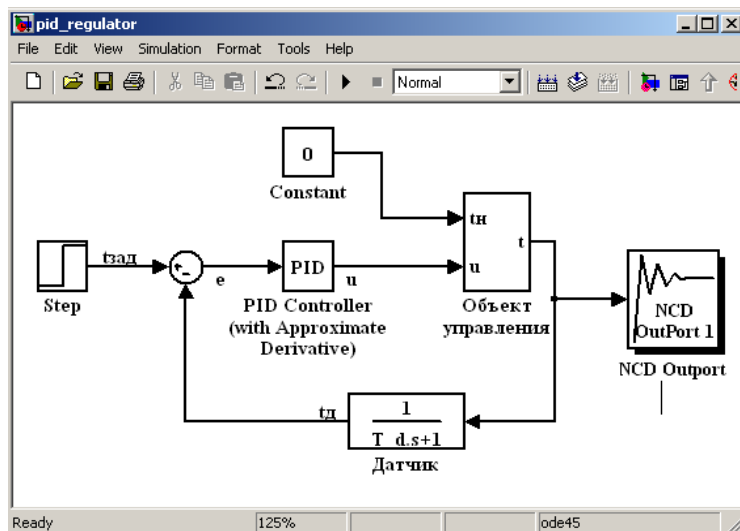 pid_regulator
File Edit View Simulation Format Tools Help
Normal
0
Constant
tн
t
u
tзад
Step
+
-
e
PID
u
PID Controller
(with Approximate
Derivative)
Объект
управления
NCD
OutPort 1
NCD Outport
tд
1
T_d.s+1
Датчик
Ready 125% ode45